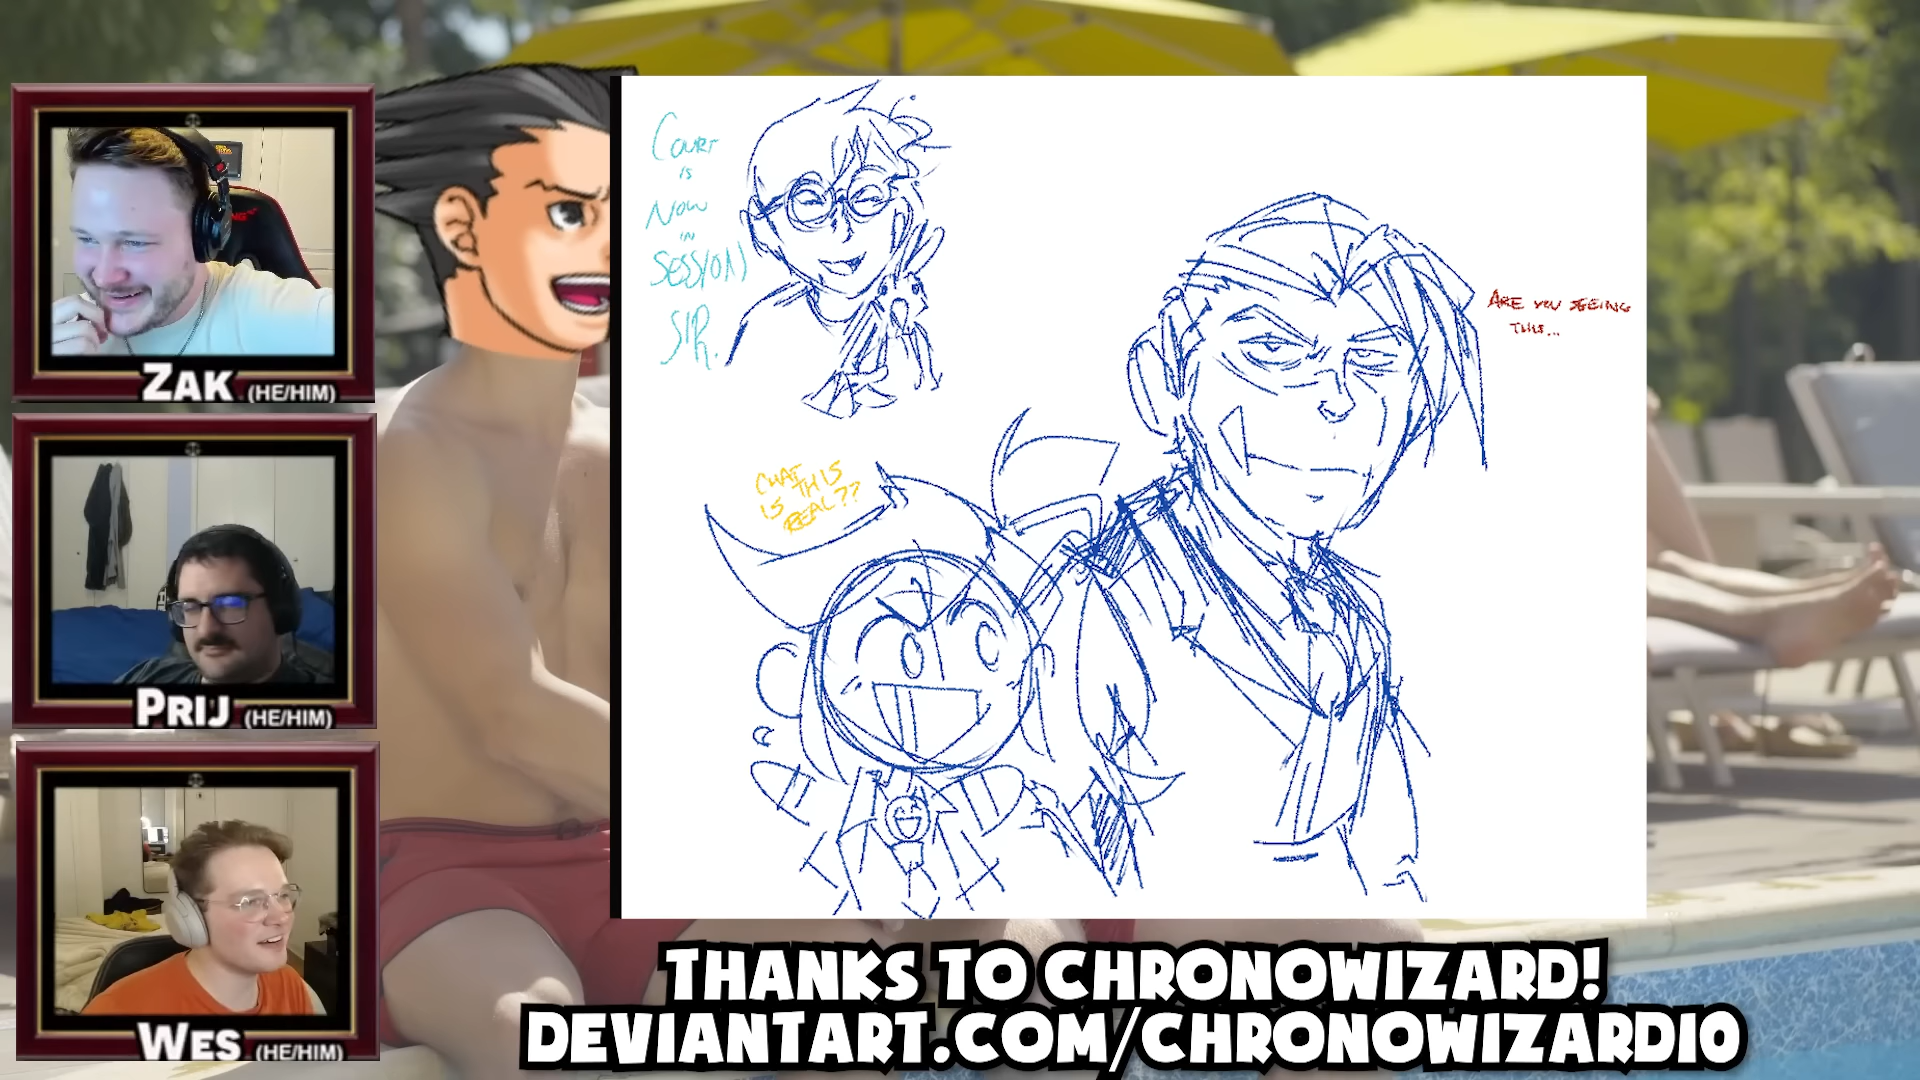 COURT
IS
NOW
IN
SESSION
SIR.
ARE YOU SEEING
THIS...
CHAT
IS THIS
REAL??
ZAK (HE/HIM)
PRIJ (HE/HIM)
WES (HE/HIM)
THANKS TO CHRONOWIZARD!
DEVIANTART.COM/CHRONOWIZARD10